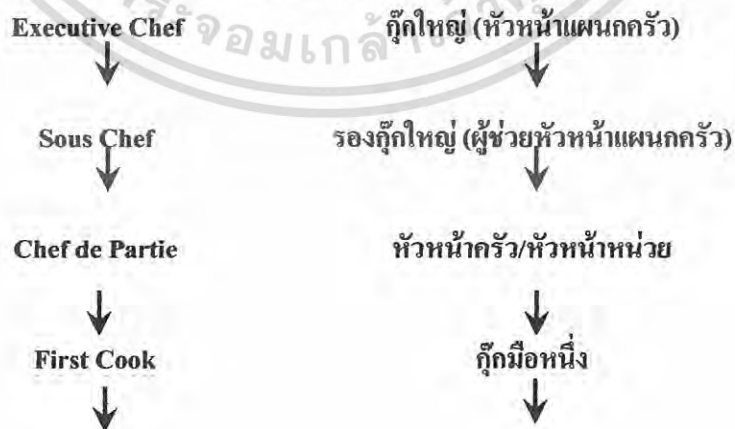 Executive Chef กุ๊กใหญ่ (หัวหน้าแผนกครัว)
Sous Chef รองกุ๊กใหญ่ (ผู้ช่วยหัวหน้าแผนกครัว)
Chef de Partie หัวหน้าครัว/หัวหน้าหน่วย
First Cook กุ๊กมือหนึ่ง